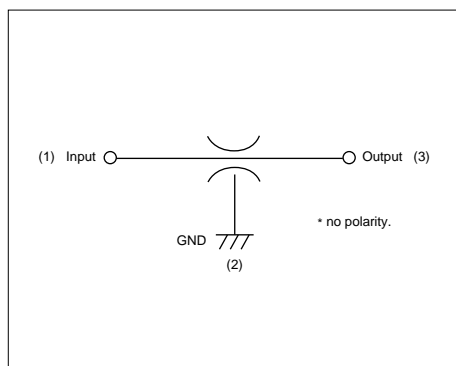 (1) Input Output (3)
* no polarity.
GND
(2)